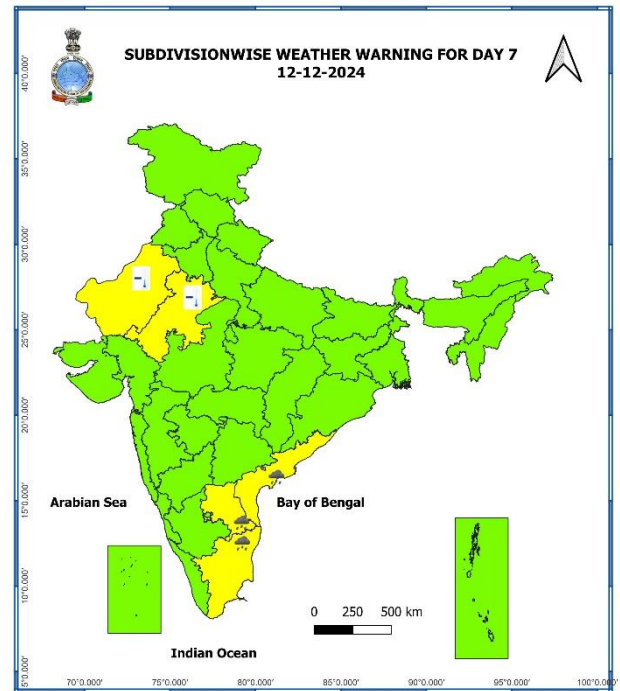 SUBDIVISIONWISE WEATHER WARNING FOR DAY 7
12-12-2024
40°0.000'
35°0.000'
30°0.000'
25°0.000'
20°0.000'
15°0.000'
10°0.000'
5°0.000'
Arabian Sea
Bay of Bengal
0 250 500 km
Indian Ocean
70°0.000' 75°0.000' 80°0.000' 85°0.000' 90°0.000' 95°0.000' 100°0.000'